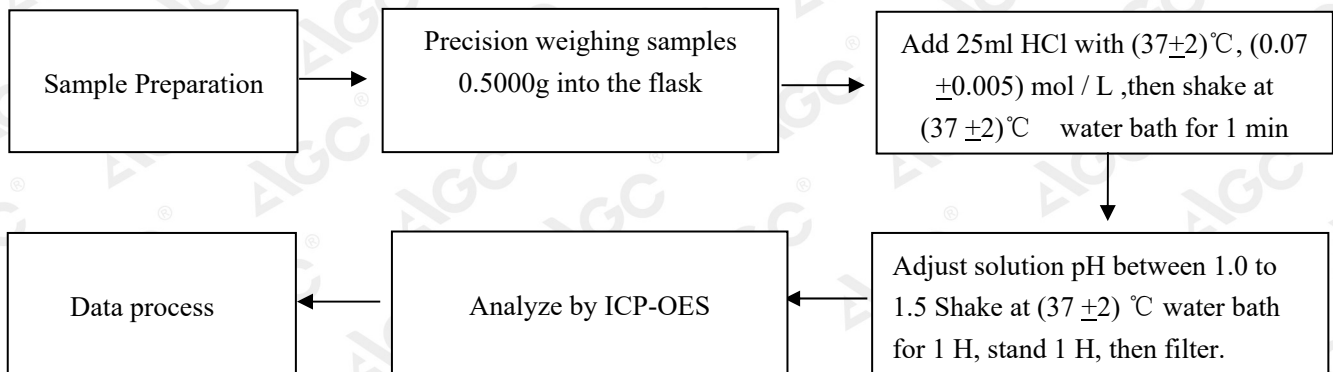 Sample Preparation
Precision weighing samples
0.5000g into the flask
Add 25ml HCl with (37±2)℃, (0.07
±0.005) mol / L ,then shake at
(37 ±2)℃ water bath for 1 min
Adjust solution pH between 1.0 to
1.5 Shake at (37 ±2) ℃ water bath
for 1 H, stand 1 H, then filter.
Analyze by ICP-OES
Data process